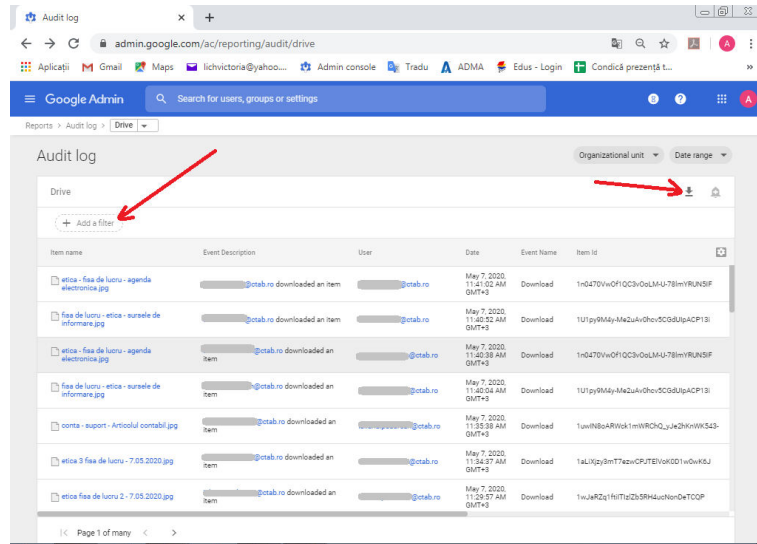 Audit log
admin.google.com/ac/reporting/audit/drive
A
Aplicații Gmail Maps lichvictoria@yahoo.... Admin console Tradu ADMA Edus - Login Condică prezență t... »
Google Admin Search for users, groups or settings 8 ? A
Reports > Audit log > Drive
Audit log Organizational unit Date range
Drive
+ Add a filter
Item name Event Description User Date Event Name Item Id
etica - fisa de lucru - agenda
electronica.jpg
@ctab.ro downloaded an item
@ctab.ro
May 7, 2020,
11:41:02 AM
GMT+3
Download
1n0470VwOf1QC3vOoLM-U-78lmYRUN5IF
fisa de lucru - etica - sursele de
informare.jpg
@ctab.ro downloaded an item
@ctab.ro
May 7, 2020,
11:40:52 AM
GMT+3
Download
1U1py9M4y-Me2uAv0hcv5CGdUlpACP13i
etica - fisa de lucru - agenda
electronica.jpg
@ctab.ro downloaded an
item
@ctab.ro
May 7, 2020,
11:40:38 AM
GMT+3
Download
1n0470VwOf1QC3vOoLM-U-78lmYRUN5IF
fisa de lucru - etica - sursele de
informare.jpg
@ctab.ro downloaded an
item
@ctab.ro
May 7, 2020,
11:40:04 AM
GMT+3
Download
1U1py9M4y-Me2uAv0hcv5CGdUlpACP13i
conta - suport - Articolul contabil.jpg
@ctab.ro downloaded an
item
@ctab.ro
May 7, 2020,
11:35:38 AM
GMT+3
Download
1uwIN8oARWck1mWRChQ_yJe2hKnWK543-
etica 3 fisa de lucru - 7.05.2020.jpg
@ctab.ro downloaded an
item
@ctab.ro
May 7, 2020,
11:34:37 AM
GMT+3
Download
1aLiXjzy3mT7ezwCPJTElVoK0D1w0wK6J
etica fisa de lucru 2 - 7.05.2020.jpg
@ctab.ro downloaded an
item
@ctab.ro
May 7, 2020,
11:29:57 AM
GMT+3
Download
1wJaRZq1ftiITIzlZb5RH4ucNonDeTCQP
Page 1 of many